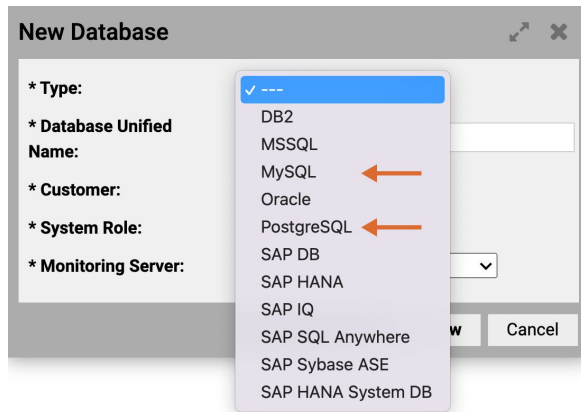 New Database
* Type:
---
DB2
* Database Unified
Name:
MSSQL
MySQL
* Customer:
Oracle
* System Role:
PostgreSQL
* Monitoring Server:
SAP DB
SAP HANA
SAP IQ
SAP SQL Anywhere
w
Cancel
SAP Sybase ASE
SAP HANA System DB